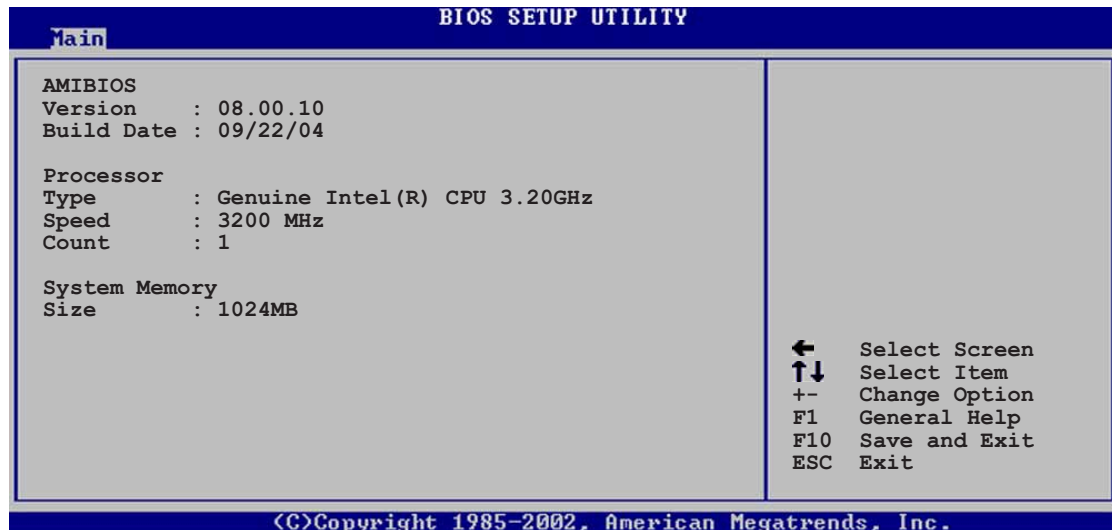 BIOS SETUP UTILITY
Main
AMIBIOS
Version : 08.00.10
Build Date : 09/22/04
Processor
Type : Genuine Intel(R) CPU 3.20GHz
Speed : 3200 MHz
Count : 1
System Memory
Size : 1024MB
← Select Screen
↑↓ Select Item
+- Change Option
F1 General Help
F10 Save and Exit
ESC Exit
(C)Copyright 1985-2002, American Megatrends, Inc.